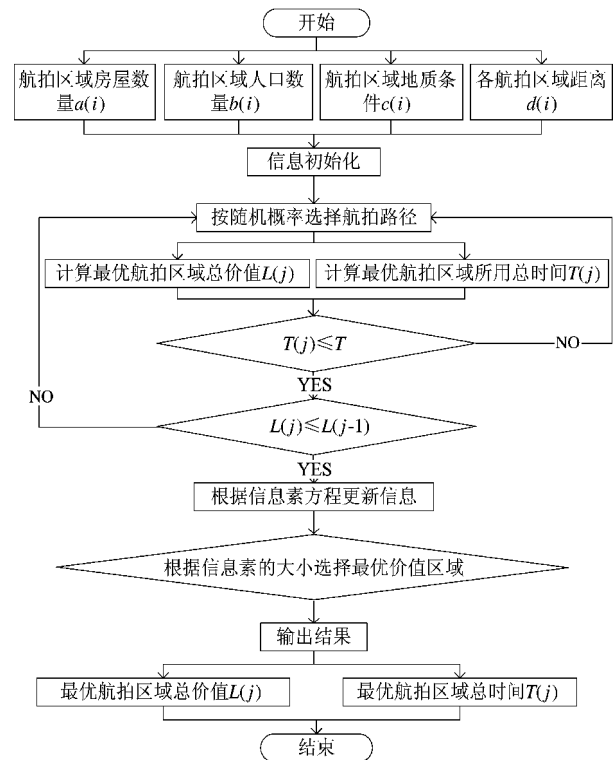 开始
航拍区域房屋数
量a(i)
航拍区域人口数
量b(i)
航拍区域地质条
件c(i)
各航拍区域距离
d(i)
信息初始化
按随机概率选择航拍路径
计算最优航拍区域总价值L(j)
计算最优航拍区域所用总时间T(j)
T(j)≤T
NO
YES
NO
L(j)≤L(j-1)
YES
根据信息素方程更新信息
根据信息素的大小选择最优价值区域
输出结果
最优航拍区域总价值L(j)
最优航拍区域总时间T(j)
结束